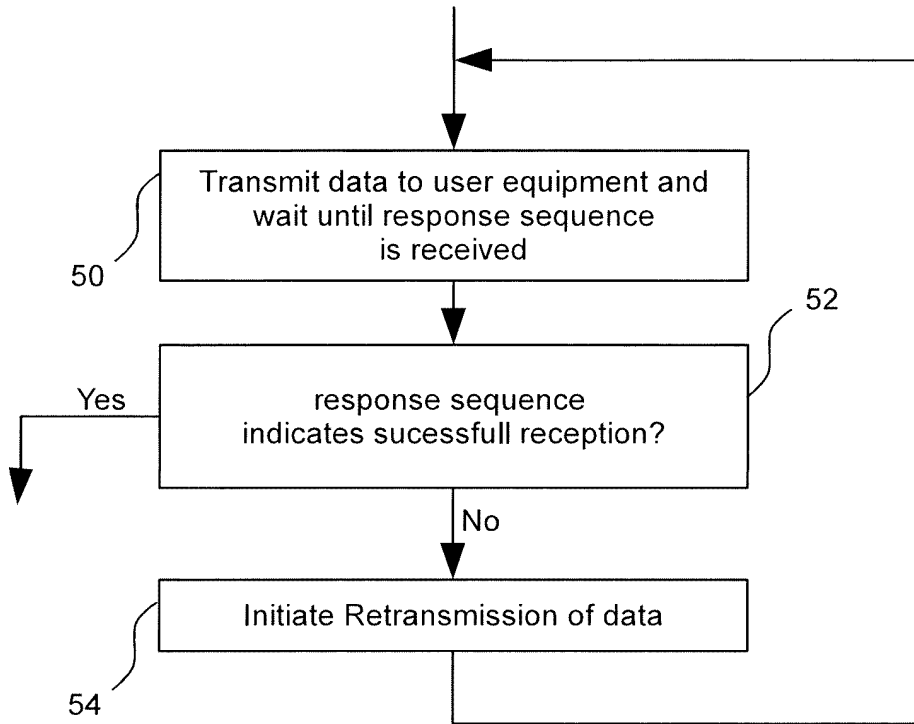 Transmit data to user equipment and
wait until response sequence
is received
50
52
Yes
response sequence
indicates sucessfull reception?
No
Initiate Retransmission of data
54